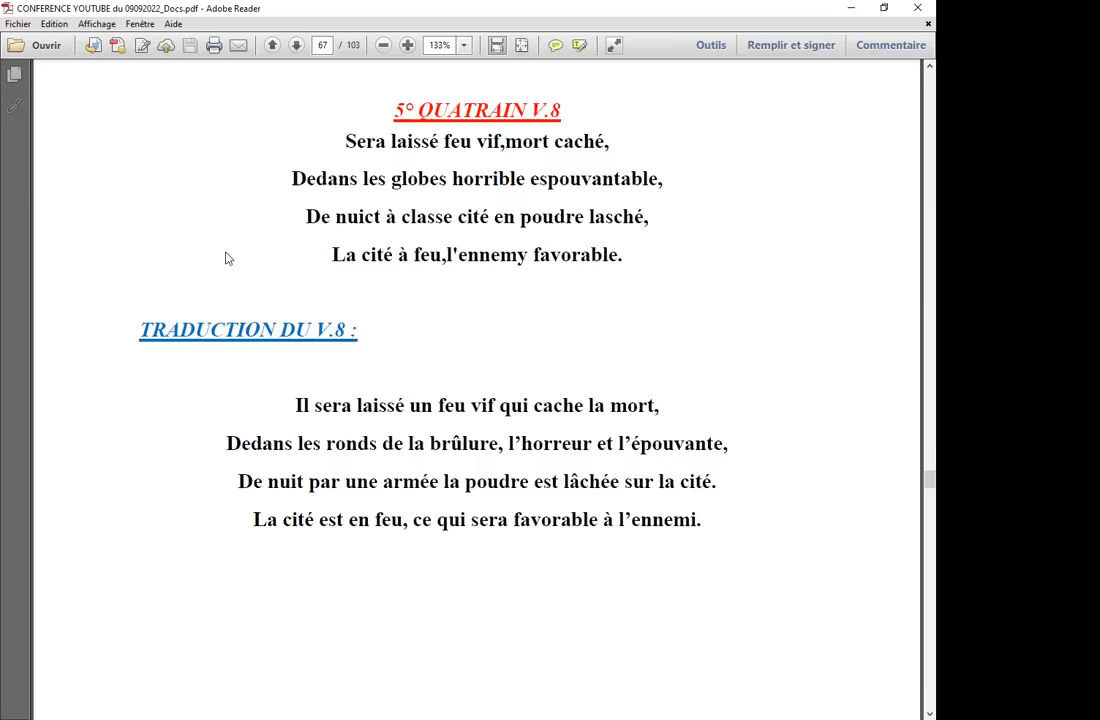 CONFERENCE YOUTUBE du 09092022_Docs.pdf - Adobe Reader
Fichier Edition Affichage Fenêtre Aide
Ouvrir 67 / 103 133% Outils Remplir et signer Commentaire
5° QUATRAIN V.8
Sera laissé feu vif,mort caché,
Dedans les globes horrible espouvantable,
De nuict à classe cité en poudre lasché,
La cité à feu,l'ennemy favorable.
TRADUCTION DU V.8 :
Il sera laissé un feu vif qui cache la mort,
Dedans les ronds de la brûlure, l’horreur et l’épouvante,
De nuit par une armée la poudre est lâchée sur la cité.
La cité est en feu, ce qui sera favorable à l’ennemi.